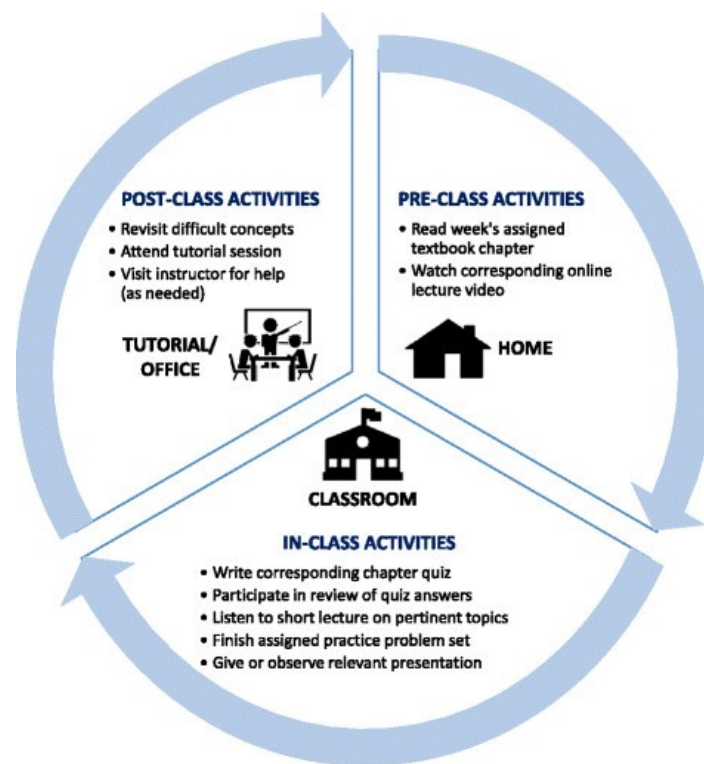 POST-CLASS ACTIVITIES
• Revisit difficult concepts
• Attend tutorial session
• Visit instructor for help
(as needed)
TUTORIAL/
OFFICE
PRE-CLASS ACTIVITIES
• Read week's assigned
textbook chapter
• Watch corresponding online
lecture video
HOME
CLASSROOM
IN-CLASS ACTIVITIES
• Write corresponding chapter quiz
• Participate in review of quiz answers
• Listen to short lecture on pertinent topics
• Finish assigned practice problem set
• Give or observe relevant presentation